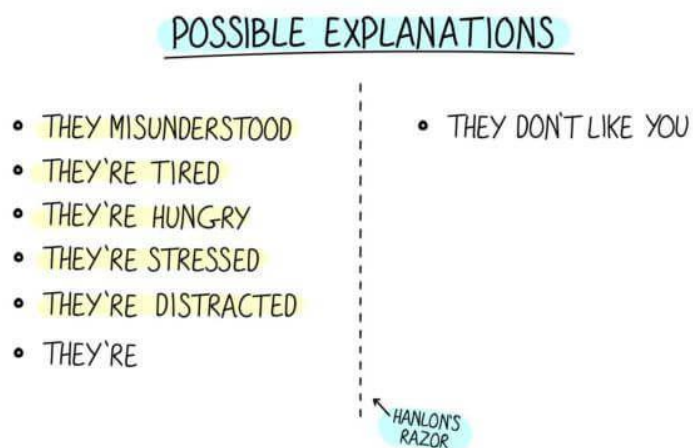 POSSIBLE EXPLANATIONS
THEY MISUNDERSTOOD
THEY'RE TIRED
THEY'RE HUNGRY
THEY'RE STRESSED
THEY'RE DISTRACTED
THEY'RE
THEY DON'T LIKE YOU
HANLON'S
RAZOR